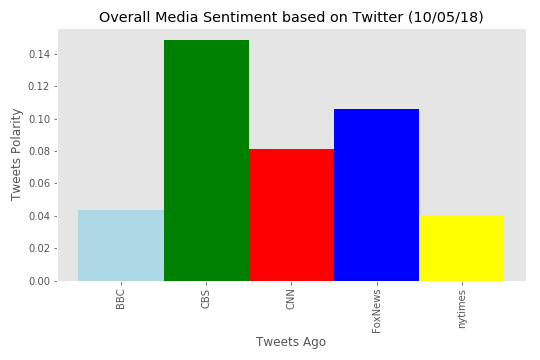 Overall Media Sentiment based on Twitter (10/05/18)
Tweets Polarity
0.14
0.12
0.10
0.08
0.06
0.04
0.02
0.00
BBC
CBS
CNN
FoxNews
nytimes
Tweets Ago